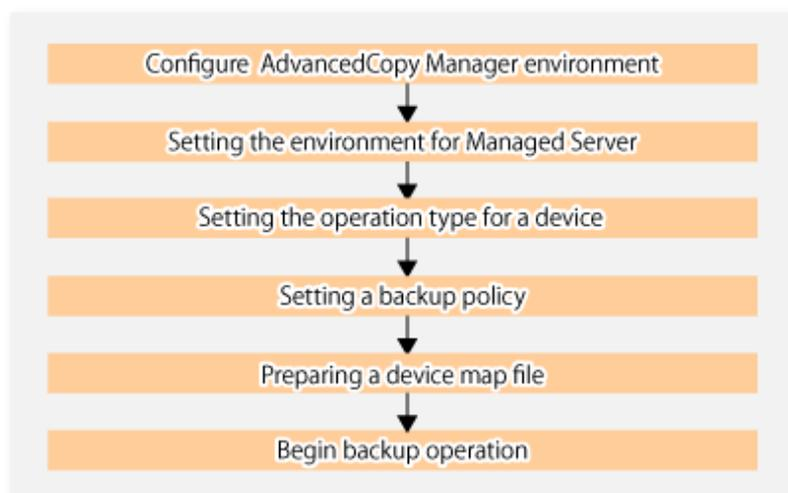 Configure AdvancedCopy Manager environment
Setting the environment for Managed Server
Setting the operation type for a device
Setting a backup policy
Preparing a device map file
Begin backup operation